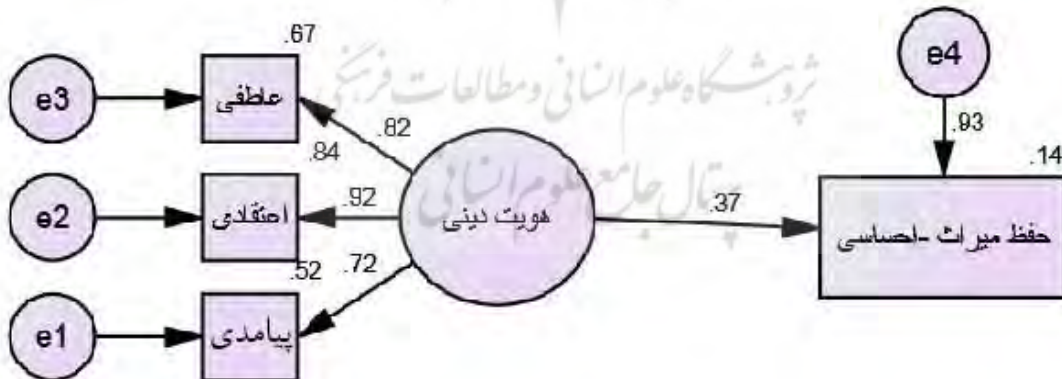 .67
e3
عاطفی
.82
.84
e2
اعتقادی
.92
هویت دینی
.52
.72
e1
پیامدی
e4
.93
.14
.37
حفظ میراث -احساسی
پژوهشگاه علوم انسانی و مطالعات فرهنگی
پرتال جامع علوم انسانی